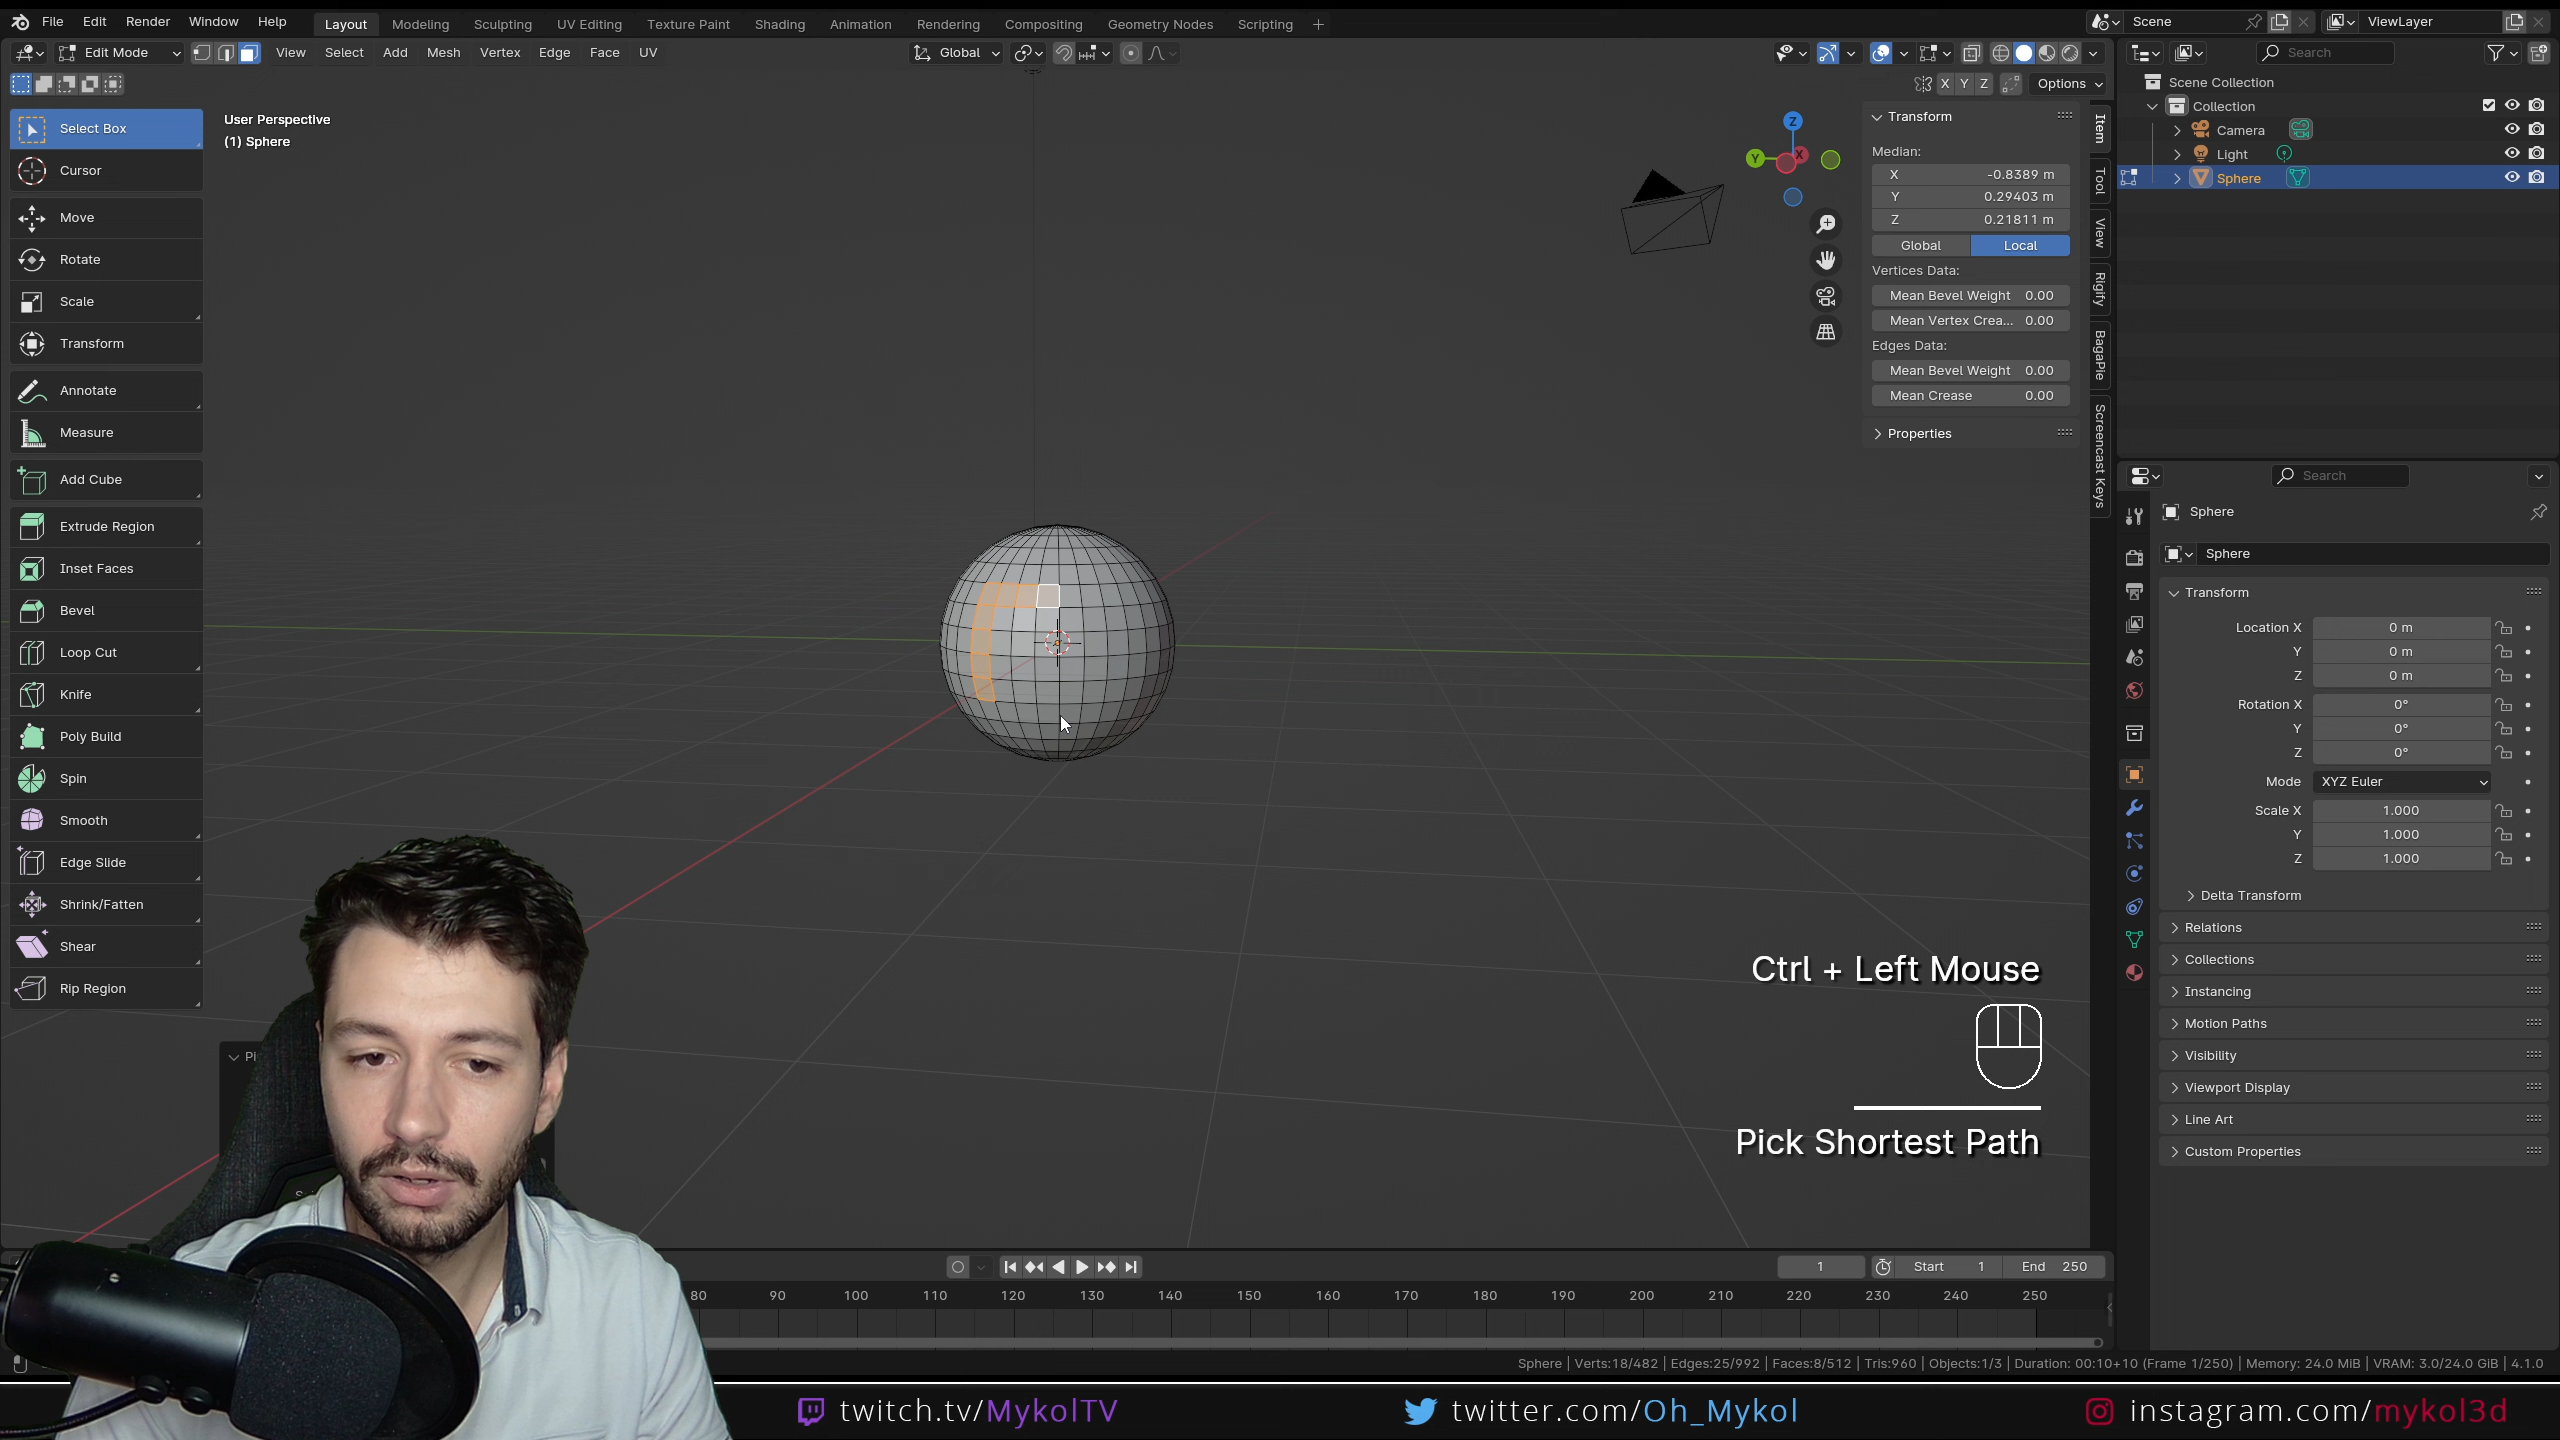 File Edit Render Window Help Layout Modeling Sculpting UV Editing Texture Paint Shading Animation Rendering Compositing Geometry Nodes Scripting Scene ViewLayer
Edit Mode View Select Add Mesh Vertex Edge Face UV Global Search
X Y Z Options
User Perspective
(1) Sphere
Select Box
Cursor
Move
Rotate
Scale
Transform
Annotate
Measure
Add Cube
Extrude Region
Inset Faces
Bevel
Loop Cut
Knife
Poly Build
Spin
Smooth
Edge Slide
Shrink/Fatten
Shear
Rip Region
Z
Y
X
Transform
Median:
X -0.8389 m
Y 0.29403 m
Z 0.21811 m
Global Local
Vertices Data:
Mean Bevel Weight 0.00
Mean Vertex Crea... 0.00
Edges Data:
Mean Bevel Weight 0.00
Mean Crease 0.00
Properties
Item
Tool
View
Rigify
BagaPie
Screencast Keys
Scene Collection
Collection
Camera
Light
Sphere
Search
Sphere
Sphere
Transform
Location X 0 m
Y 0 m
Z 0 m
Rotation X 0°
Y 0°
Z 0°
Mode XYZ Euler
Scale X 1.000
Y 1.000
Z 1.000
Delta Transform
Relations
Collections
Instancing
Motion Paths
Visibility
Viewport Display
Line Art
Custom Properties
Ctrl + Left Mouse
Pick Shortest Path
1 Start 1 End 250
80 90 100 110 120 130 140 150 160 170 180 190 200 210 220 230 240 250
Sphere | Verts:18/482 | Edges:25/992 | Faces:8/512 | Tris:960 | Objects:1/3 | Duration: 00:10+10 (Frame 1/250) | Memory: 24.0 MiB | VRAM: 3.0/24.0 GiB | 4.1.0
twitch.tv/MykolTV twitter.com/Oh_Mykol instagram.com/mykol3d